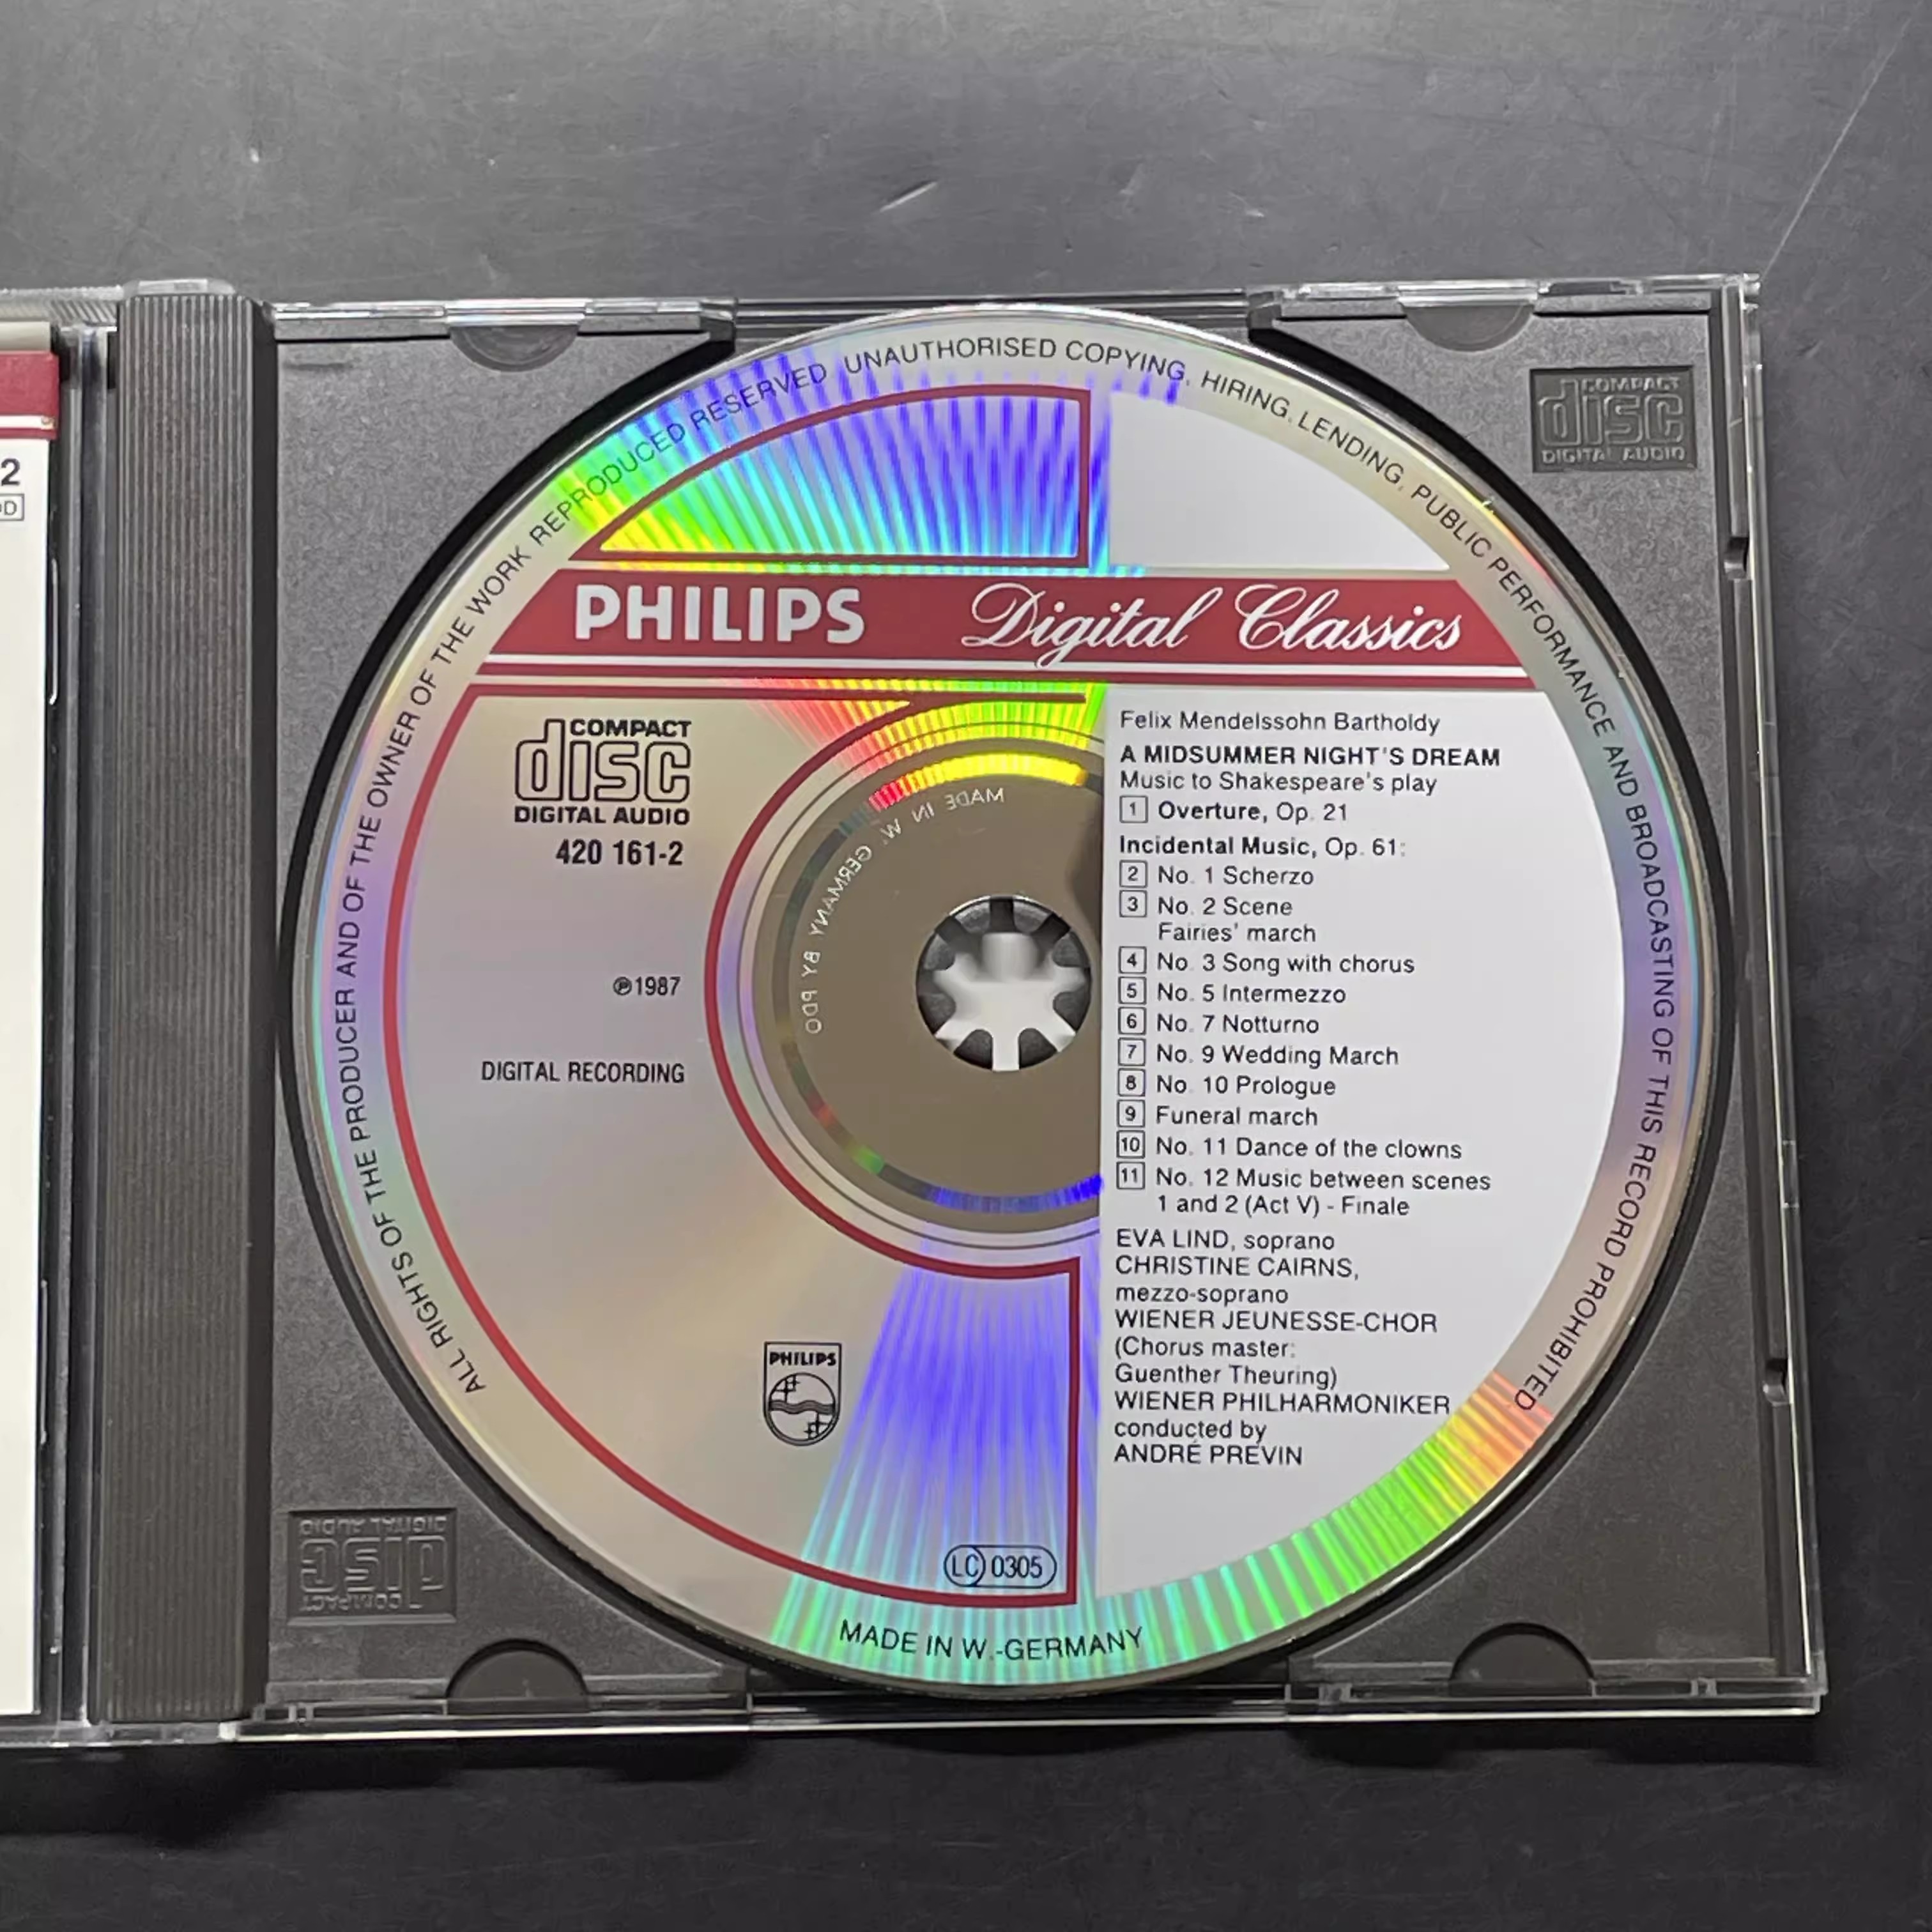 2
COMPACT
disc
DIGITAL AUDIO
ALL RIGHTS OF THE PRODUCER AND OF THE OWNER OF THE WORK REPRODUCED RESERVED UNAUTHORISED COPYING, HIRING, LENDING, PUBLIC PERFORMANCE AND BROADCASTING OF THIS RECORD PROHIBITED
PHILIPS Digital Classics
COMPACT
disc
DIGITAL AUDIO
420 161-2
℗1987
DIGITAL RECORDING
MADE IN W. GERMANY BY PDO
PHILIPS
LC 0305
Felix Mendelssohn Bartholdy
A MIDSUMMER NIGHT'S DREAM
Music to Shakespeare's play
1 Overture, Op. 21
Incidental Music, Op. 61:
2 No. 1 Scherzo
3 No. 2 Scene
Fairies' march
4 No. 3 Song with chorus
5 No. 5 Intermezzo
6 No. 7 Notturno
7 No. 9 Wedding March
8 No. 10 Prologue
9 Funeral march
10 No. 11 Dance of the clowns
11 No. 12 Music between scenes
1 and 2 (Act V) - Finale
EVA LIND, soprano
CHRISTINE CAIRNS,
mezzo-soprano
WIENER JEUNESSE-CHOR
(Chorus master:
Guenther Theuring)
WIENER PHILHARMONIKER
conducted by
ANDRÉ PREVIN
MADE IN W.-GERMANY
COMPACT
disc
DIGITAL AUDIO